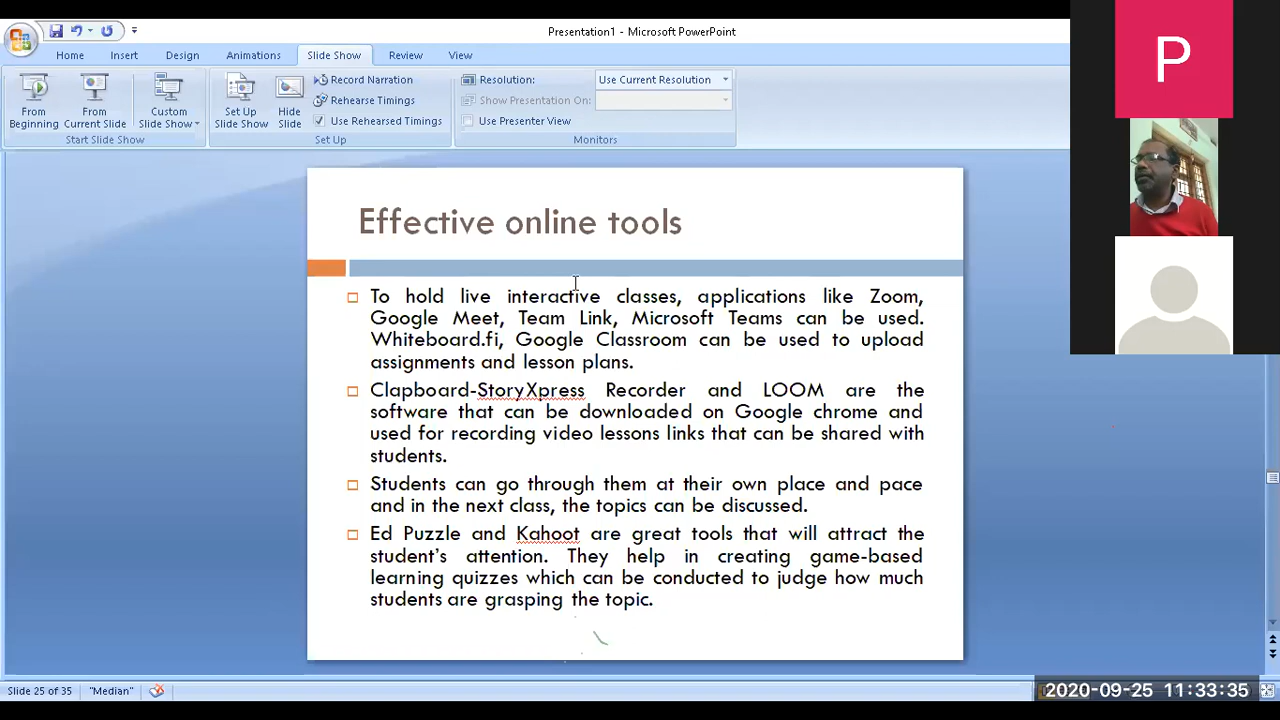 Presentation1 - Microsoft PowerPoint
Home Insert Design Animations Slide Show Review View
From Beginning
From Current Slide
Custom Slide Show
Start Slide Show
Set Up Slide Show
Hide Slide
Record Narration
Rehearse Timings
Use Rehearsed Timings
Set Up
Resolution: Use Current Resolution
Show Presentation On:
Use Presenter View
Monitors
P
Effective online tools
To hold live interactive classes, applications like Zoom,
Google Meet, Team Link, Microsoft Teams can be used.
Whiteboard.fi, Google Classroom can be used to upload
assignments and lesson plans.
Clapboard-StoryXpress Recorder and LOOM are the
software that can be downloaded on Google chrome and
used for recording video lessons links that can be shared with
students.
Students can go through them at their own place and pace
and in the next class, the topics can be discussed.
Ed Puzzle and Kahoot are great tools that will attract the
student's attention. They help in creating game-based
learning quizzes which can be conducted to judge how much
students are grasping the topic.
Slide 25 of 35 "Median"
2020-09-25 11:33:35